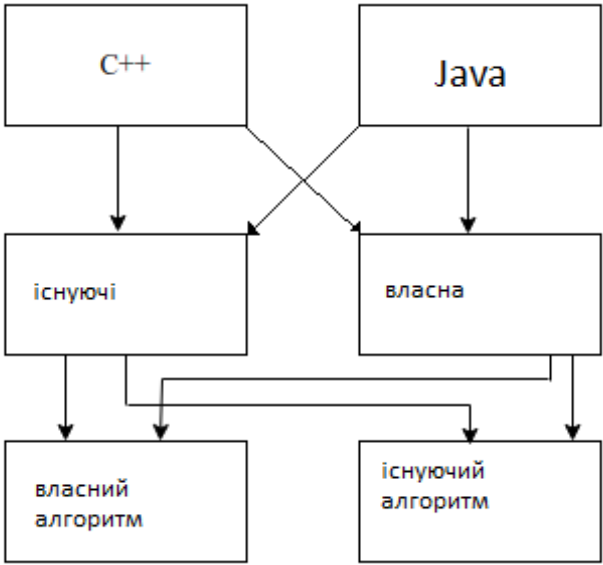 C++
Java
існуючі
власна
власний
алгоритм
існуючий
алгоритм